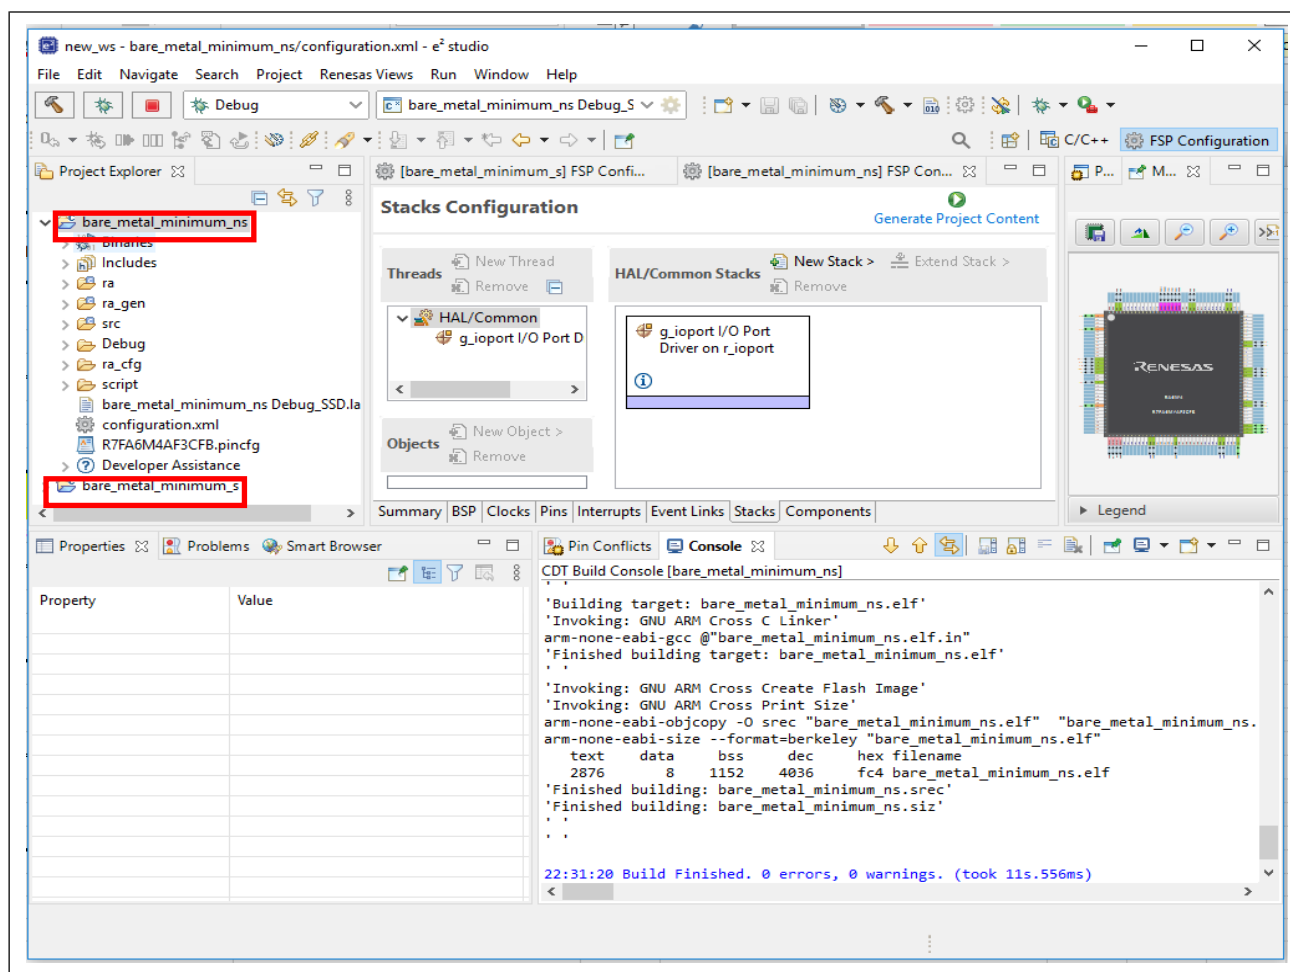 new_ws - bare_metal_minimum_ns/configuration.xml - e² studio
File Edit Navigate Search Project Renesas Views Run Window Help
Debug
bare_metal_minimum_ns Debug_S
C/C++
FSP Configuration
Project Explorer
[bare_metal_minimum_s] FSP Confi...
[bare_metal_minimum_ns] FSP Con...
P...
M...
bare_metal_minimum_ns
Binaries
Includes
ra
ra_gen
src
Debug
ra_cfg
script
bare_metal_minimum_ns Debug_SSD.la
configuration.xml
R7FA6M4AF3CFB.pincfg
Developer Assistance
bare_metal_minimum_s
Stacks Configuration
Generate Project Content
Threads
New Thread
Remove
HAL/Common Stacks
New Stack >
Extend Stack >
Remove
HAL/Common
g_ioport I/O Port D
g_ioport I/O Port
Driver on r_ioport
Objects
New Object >
Remove
Summary BSP Clocks Pins Interrupts Event Links Stacks Components
RENESAS
Legend
Properties
Problems
Smart Browser
Property Value
Pin Conflicts
Console
CDT Build Console [bare_metal_minimum_ns]
' '
'Building target: bare_metal_minimum_ns.elf'
'Invoking: GNU ARM Cross C Linker'
arm-none-eabi-gcc @"bare_metal_minimum_ns.elf.in"
'Finished building target: bare_metal_minimum_ns.elf'
' '
'Invoking: GNU ARM Cross Create Flash Image'
'Invoking: GNU ARM Cross Print Size'
arm-none-eabi-objcopy -O srec "bare_metal_minimum_ns.elf" "bare_metal_minimum_ns.
arm-none-eabi-size --format=berkeley "bare_metal_minimum_ns.elf"
text data bss dec hex filename
2876 8 1152 4036 fc4 bare_metal_minimum_ns.elf
'Finished building: bare_metal_minimum_ns.srec'
'Finished building: bare_metal_minimum_ns.siz'
' '
' '
22:31:20 Build Finished. 0 errors, 0 warnings. (took 11s.556ms)